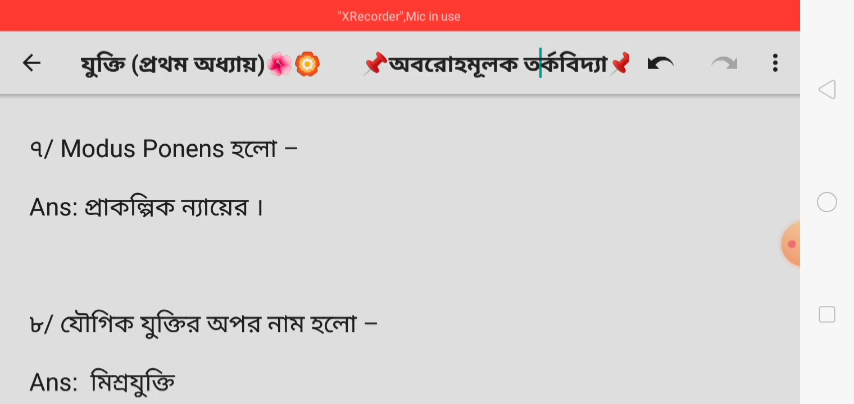 "XRecorder",Mic in use
যুক্তি (প্রথম অধ্যায়)🌺🏵️ 📌অবরোহমূলক তর্কবিদ্যা📌
৭/ Modus Ponens হলো –
Ans: প্রাকল্পিক ন্যায়ের ।
৮/ যৌগিক যুক্তির অপর নাম হলো –
Ans: মিশ্রযুক্তি